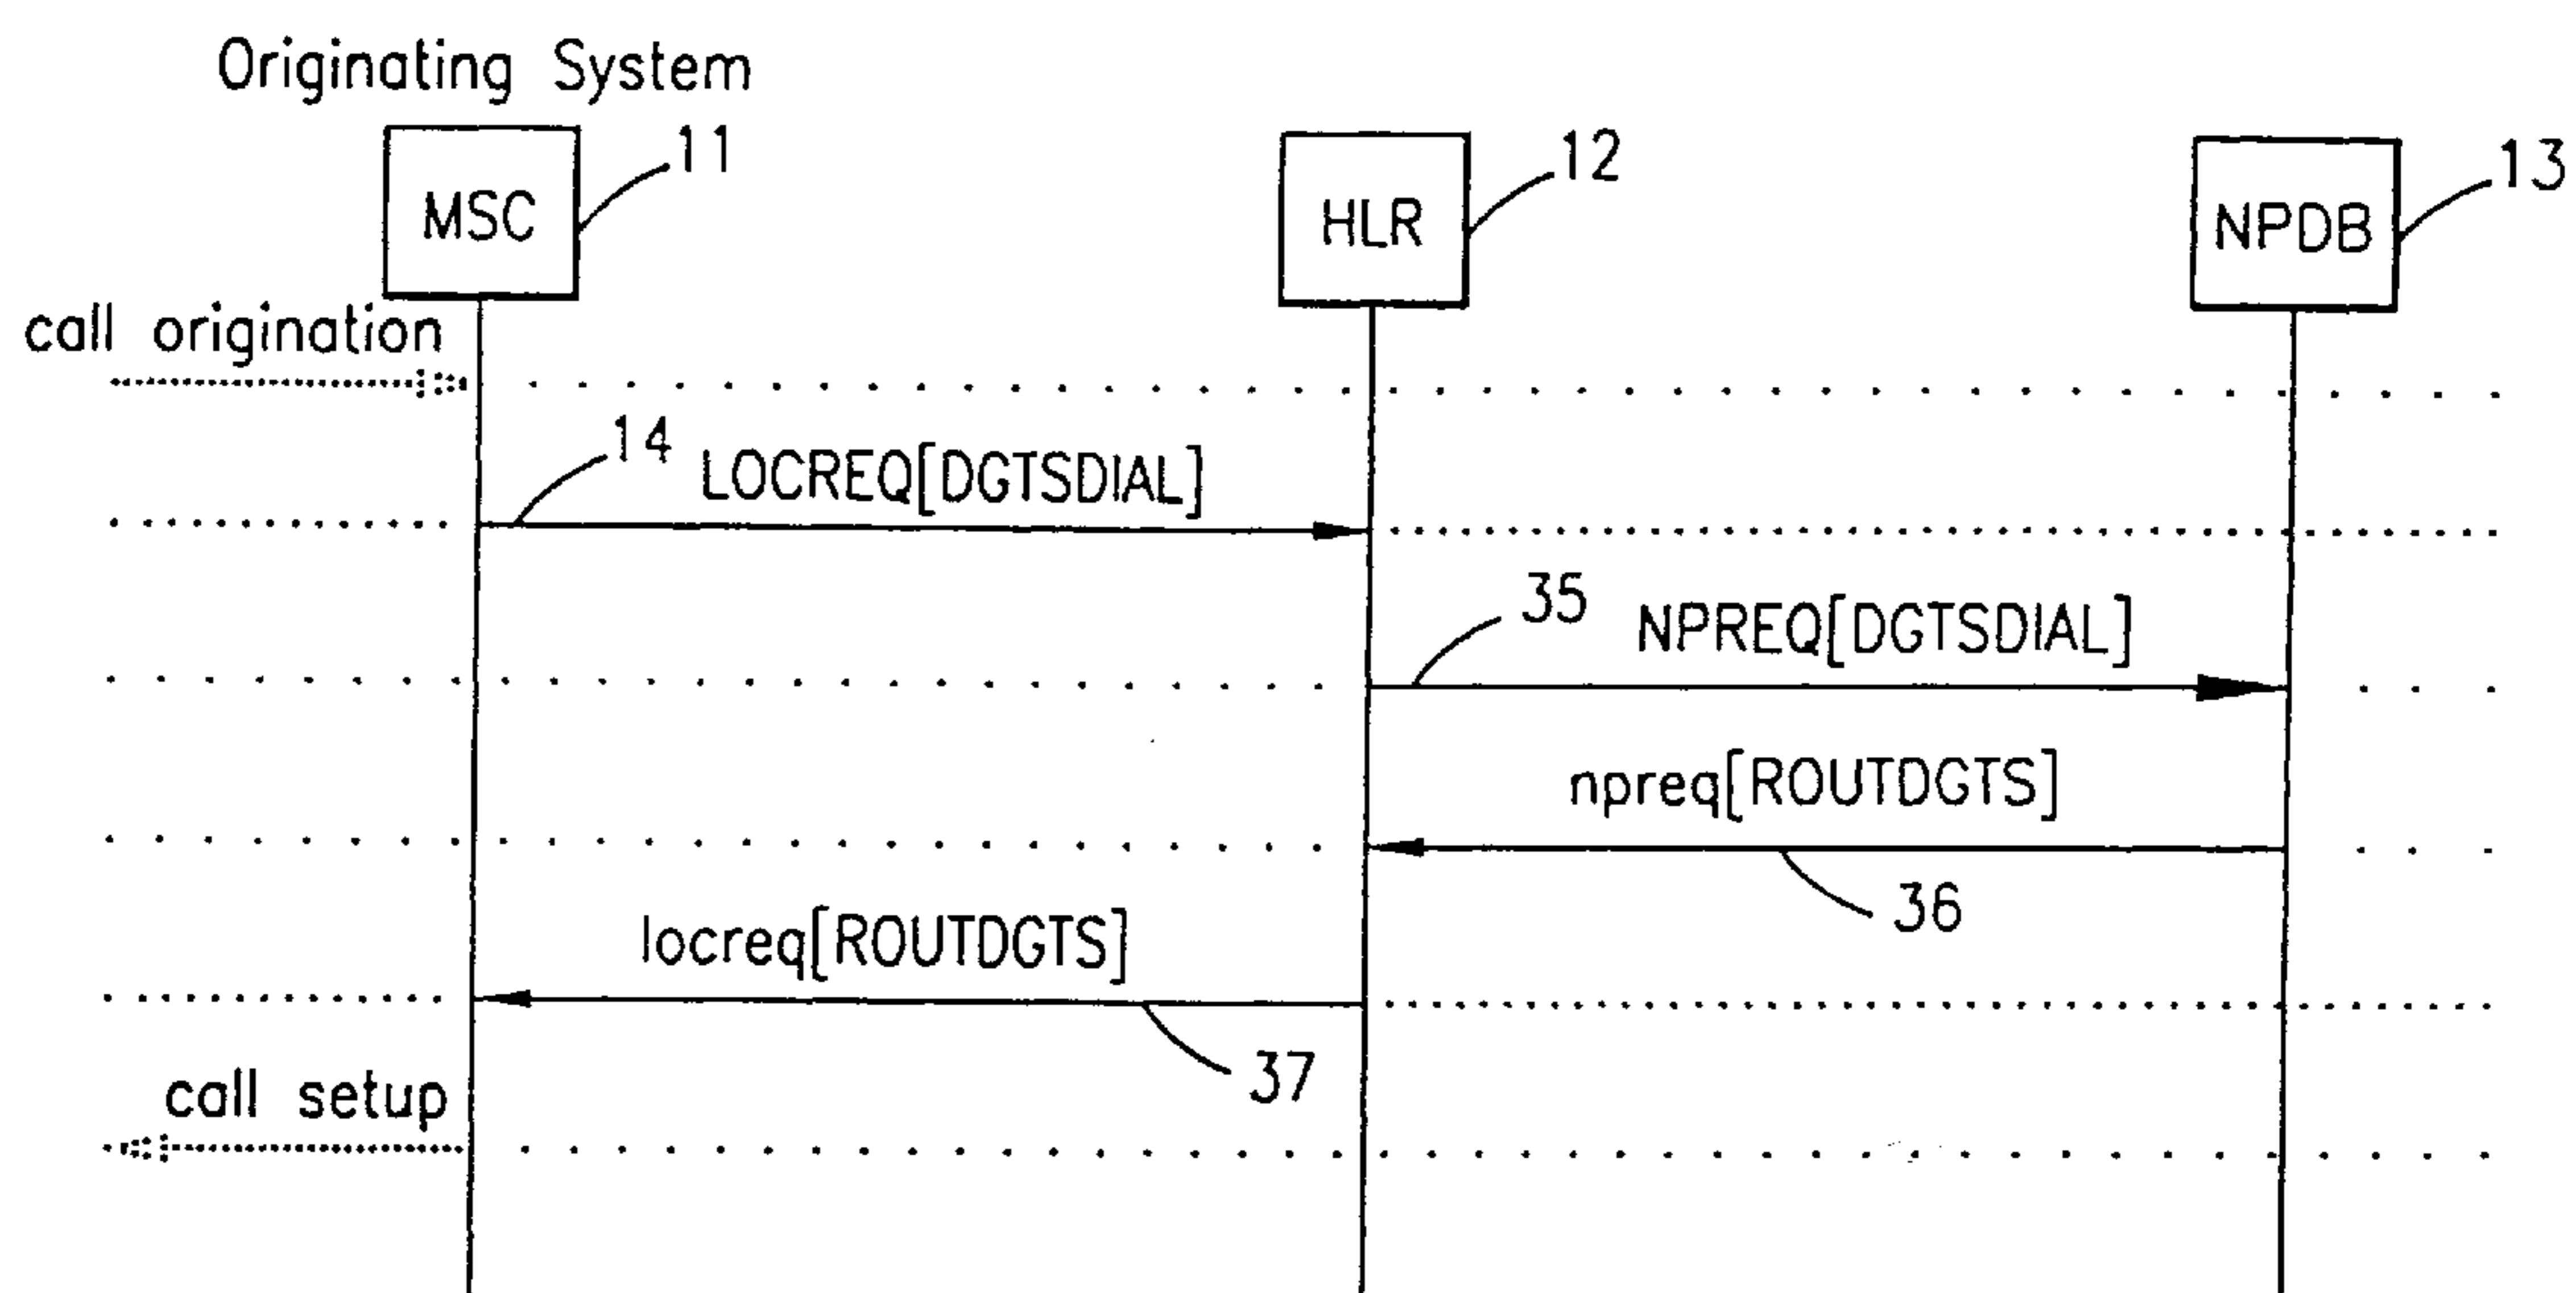 Originating System
MSC
11
HLR
12
NPDB
13
call origination
14
LOCREQ[DGTSDIAL]
35
NPREQ[DGTSDIAL]
npreq[ROUTDGTS]
36
locreq[ROUTDGTS]
37
call setup